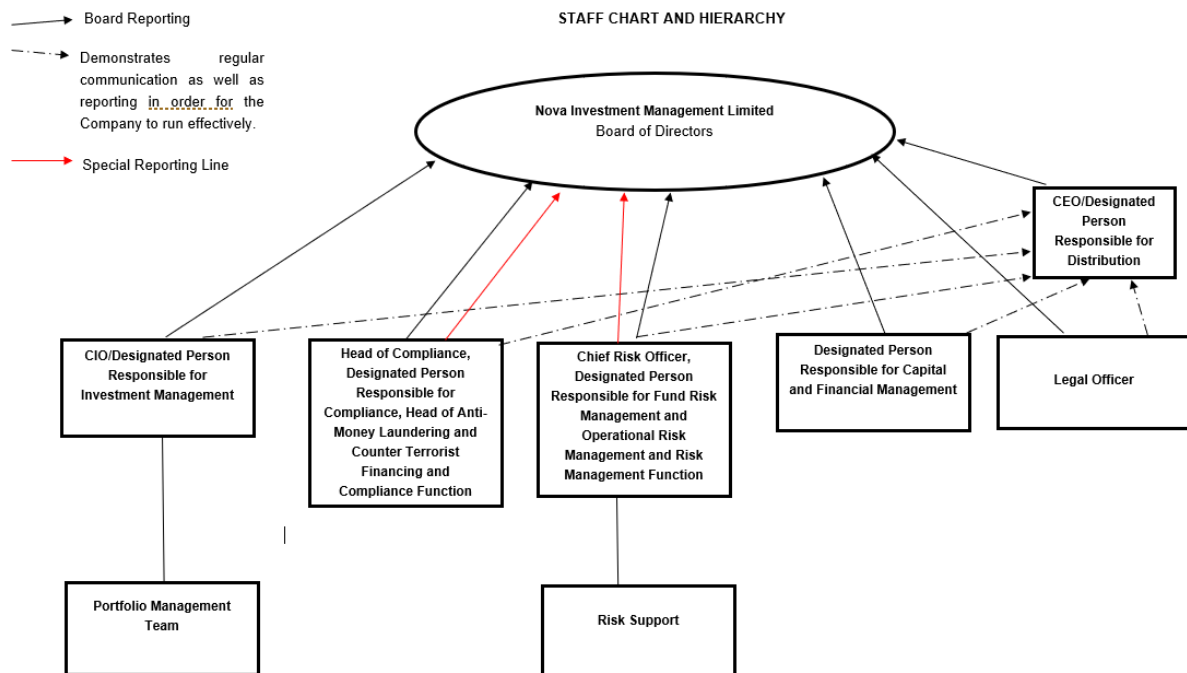 Board Reporting
STAFF CHART AND HIERARCHY
Demonstrates regular
communication as well as
reporting in order for the
Company to run effectively.
Special Reporting Line
Nova Investment Management Limited
Board of Directors
CEO/Designated
Person
Responsible for
Distribution
CIO/Designated Person
Responsible for
Investment Management
Head of Compliance,
Designated Person
Responsible for
Compliance, Head of Anti-
Money Laundering and
Counter Terrorist
Financing and
Compliance Function
Chief Risk Officer,
Designated Person
Responsible for Fund Risk
Management and
Operational Risk
Management and Risk
Management Function
Designated Person
Responsible for Capital
and Financial Management
Legal Officer
Portfolio Management
Team
Risk Support